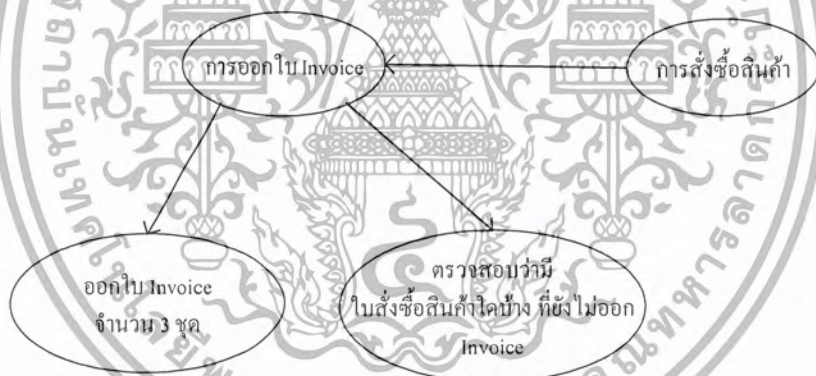 การออกใบ Invoice
การสั่งซื้อสินค้า
ออกใบ Invoice
จำนวน 3 ชุด
ตรวจสอบว่ามี
ใบสั่งซื้อสินค้าใดบ้าง ที่ยังไม่ออก
Invoice